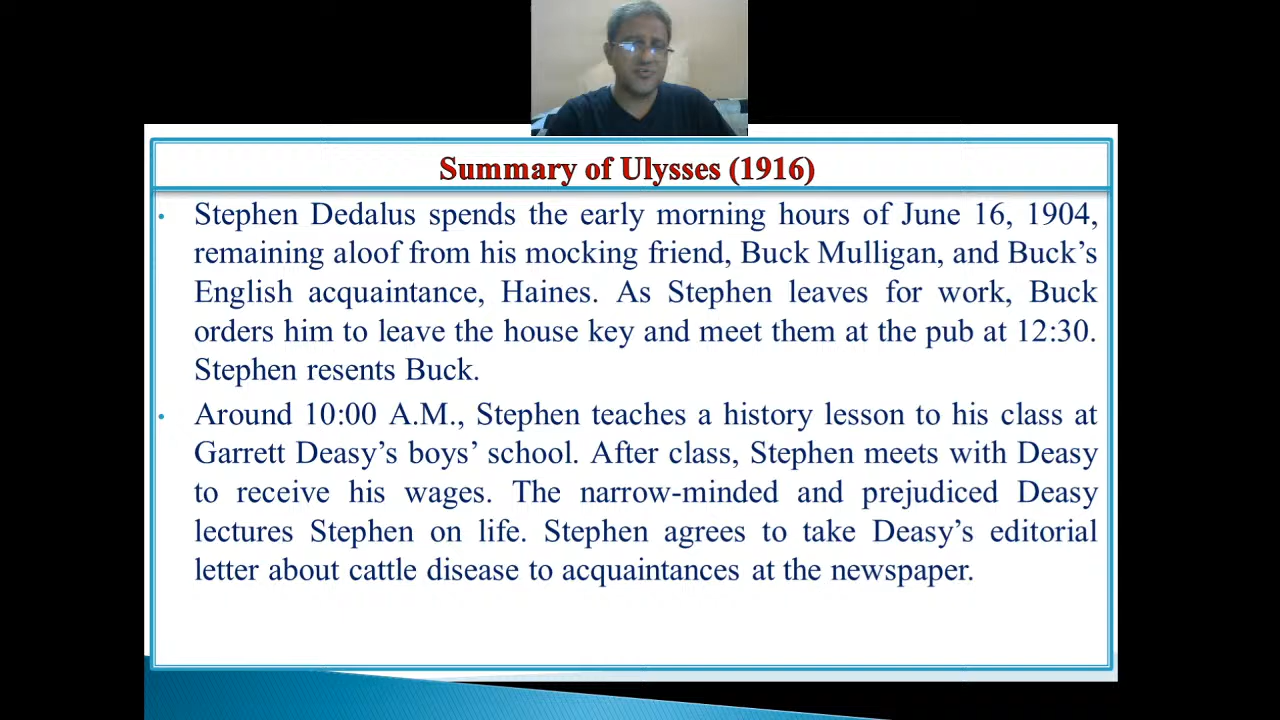 Summary of Ulysses (1916)
• Stephen Dedalus spends the early morning hours of June 16, 1904,
remaining aloof from his mocking friend, Buck Mulligan, and Buck’s
English acquaintance, Haines. As Stephen leaves for work, Buck
orders him to leave the house key and meet them at the pub at 12:30.
Stephen resents Buck.
• Around 10:00 A.M., Stephen teaches a history lesson to his class at
Garrett Deasy’s boys’ school. After class, Stephen meets with Deasy
to receive his wages. The narrow-minded and prejudiced Deasy
lectures Stephen on life. Stephen agrees to take Deasy’s editorial
letter about cattle disease to acquaintances at the newspaper.